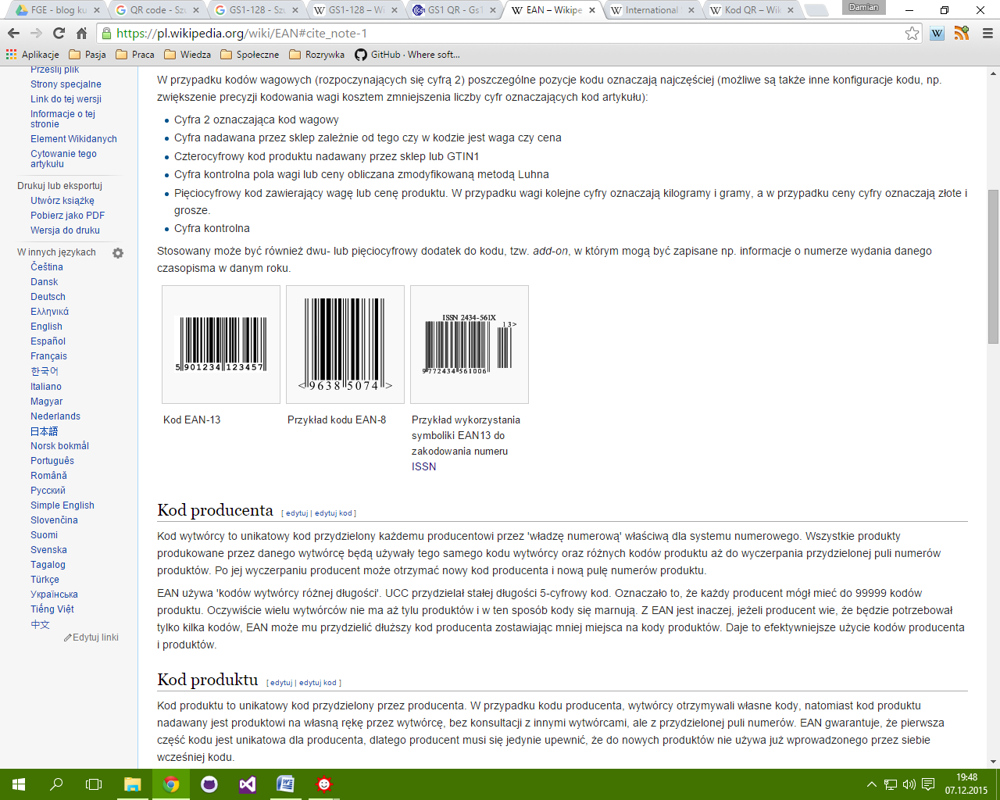 FGE - blog ku
QR code - Szu
GS1-128 - Szu
GS1-128 – Wi
GS1 QR - Gs1
EAN – Wikipe
International
Kod QR – Wik
Damian
https://pl.wikipedia.org/wiki/EAN#cite_note-1
Aplikacje
Pasja
Praca
Wiedza
Społeczne
Rozrywka
GitHub · Where soft...
Prześlij plik
Strony specjalne
Link do tej wersji
Informacje o tej
stronie
Element Wikidanych
Cytowanie tego
artykułu
Drukuj lub eksportuj
Utwórz książkę
Pobierz jako PDF
Wersja do druku
W innych językach
Čeština
Dansk
Deutsch
Ελληνικά
English
Español
Français
한국어
Italiano
Magyar
Nederlands
日本語
Norsk bokmål
Português
Română
Русский
Simple English
Slovenčina
Suomi
Svenska
Tagalog
Türkçe
Українська
Tiếng Việt
中文
Edytuj linki
W przypadku kodów wagowych (rozpoczynających się cyfrą 2) poszczególne pozycje kodu oznaczają najczęściej (możliwe są także inne konfiguracje kodu, np.
zwiększenie precyzji kodowania wagi kosztem zmniejszenia liczby cyfr oznaczających kod artykułu):
Cyfra 2 oznaczająca kod wagowy
Cyfra nadawana przez sklep zależnie od tego czy w kodzie jest waga czy cena
Czterocyfrowy kod produktu nadawany przez sklep lub GTIN1
Cyfra kontrolna pola wagi lub ceny obliczana zmodyfikowaną metodą Luhna
Pięciocyfrowy kod zawierający wagę lub cenę produktu. W przypadku wagi kolejne cyfry oznaczają kilogramy i gramy, a w przypadku ceny cyfry oznaczają złote i
grosze.
Cyfra kontrolna
Stosowany może być również dwu- lub pięciocyfrowy dodatek do kodu, tzw. add-on, w którym mogą być zapisane np. informacje o numerze wydania danego
czasopisma w danym roku.
5 901234 123457
<9638 5074>
ISSN 2434-561X
13>
9 772434 561006
Kod EAN-13
Przykład kodu EAN-8
Przykład wykorzystania
symboliki EAN13 do
zakodowania numeru
ISSN
Kod producenta [ edytuj | edytuj kod ]
Kod wytwórcy to unikatowy kod przydzielony każdemu producentowi przez 'władzę numerową' właściwą dla systemu numerowego. Wszystkie produkty
produkowane przez danego wytwórcę będą używały tego samego kodu wytwórcy oraz różnych kodów produktu aż do wyczerpania przydzielonej puli numerów
produktów. Po jej wyczerpaniu producent może otrzymać nowy kod producenta i nową pulę numerów produktu.
EAN używa 'kodów wytwórcy różnej długości'. UCC przydzielał stałej długości 5-cyfrowy kod. Oznaczało to, że każdy producent mógł mieć do 99999 kodów
produktu. Oczywiście wielu wytwórców nie ma aż tylu produktów i w ten sposób kody się marnują. Z EAN jest inaczej, jeżeli producent wie, że będzie potrzebował
tylko kilka kodów, EAN może mu przydzielić dłuższy kod producenta zostawiając mniej miejsca na kody produktów. Daje to efektywniejsze użycie kodów producenta
i produktów.
Kod produktu [ edytuj | edytuj kod ]
Kod produktu to unikatowy kod przydzielony przez producenta. W przypadku kodu producenta, wytwórcy otrzymywali własne kody, natomiast kod produktu
nadawany jest produktowi na własną rękę przez wytwórcę, bez konsultacji z innymi wytwórcami, ale z przydzielonej puli numerów. EAN gwarantuje, że pierwsza
część kodu jest unikatowa dla producenta, dlatego producent musi się jedynie upewnić, że do nowych produktów nie używa już wprowadzonego przez siebie
wcześniej kodu.
19:48
07.12.2015